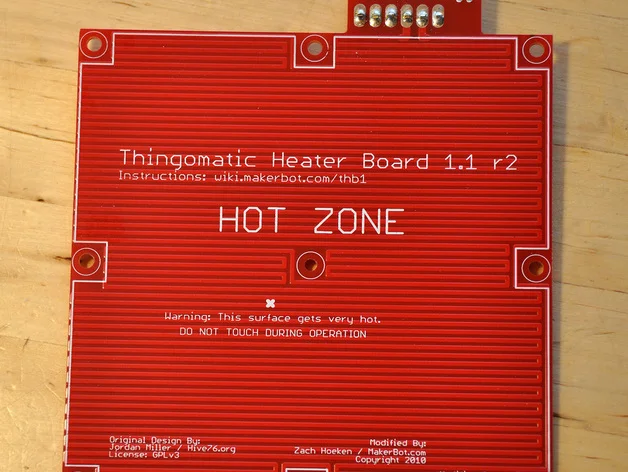 Thingomatic Heater Board 1.1 r2
Instructions: wiki.makerbot.com/thb1
HOT ZONE
Warning: This surface gets very hot.
DO NOT TOUCH DURING OPERATION
Original Design By:
Jordan Miller / Hive76.org
License: GPLv3
Modified By:
Zach Hoeken / MakerBot.com
Copyright 2010